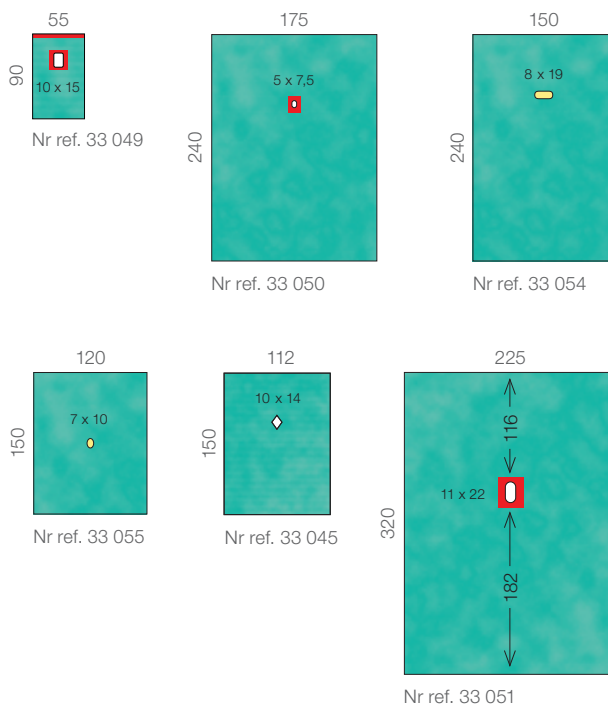 55
90
10 x 15
Nr ref. 33 049
175
240
5 x 7,5
Nr ref. 33 050
150
240
8 x 19
Nr ref. 33 054
120
150
7 x 10
Nr ref. 33 055
112
150
10 x 14
Nr ref. 33 045
225
320
116
11 x 22
182
Nr ref. 33 051